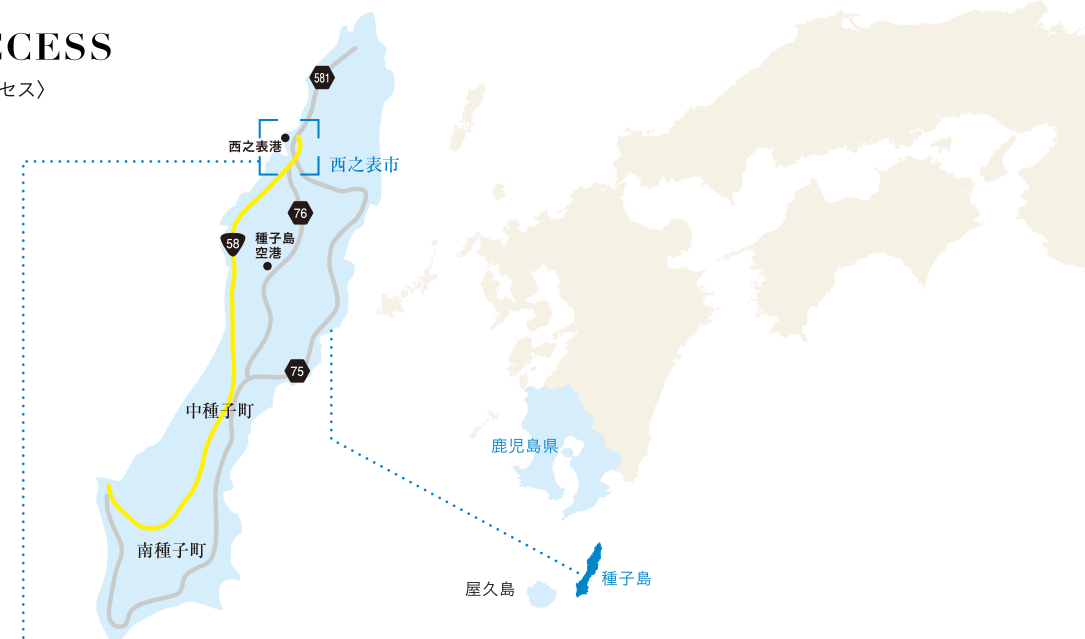 CCESS
セス〉
581
西之表港
西之表市
76
58
種子島
空港
75
中種子町
南種子町
鹿児島県
屋久島
種子島